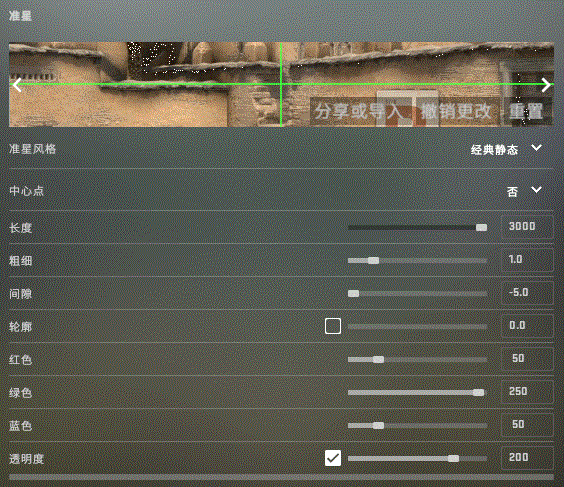 准星
分享或导入 撤销更改 重置
准星风格 经典静态
中心点 否
长度 3000
粗细 1.0
间隙 -5.0
轮廓 0.0
红色 50
绿色 250
蓝色 50
透明度 200